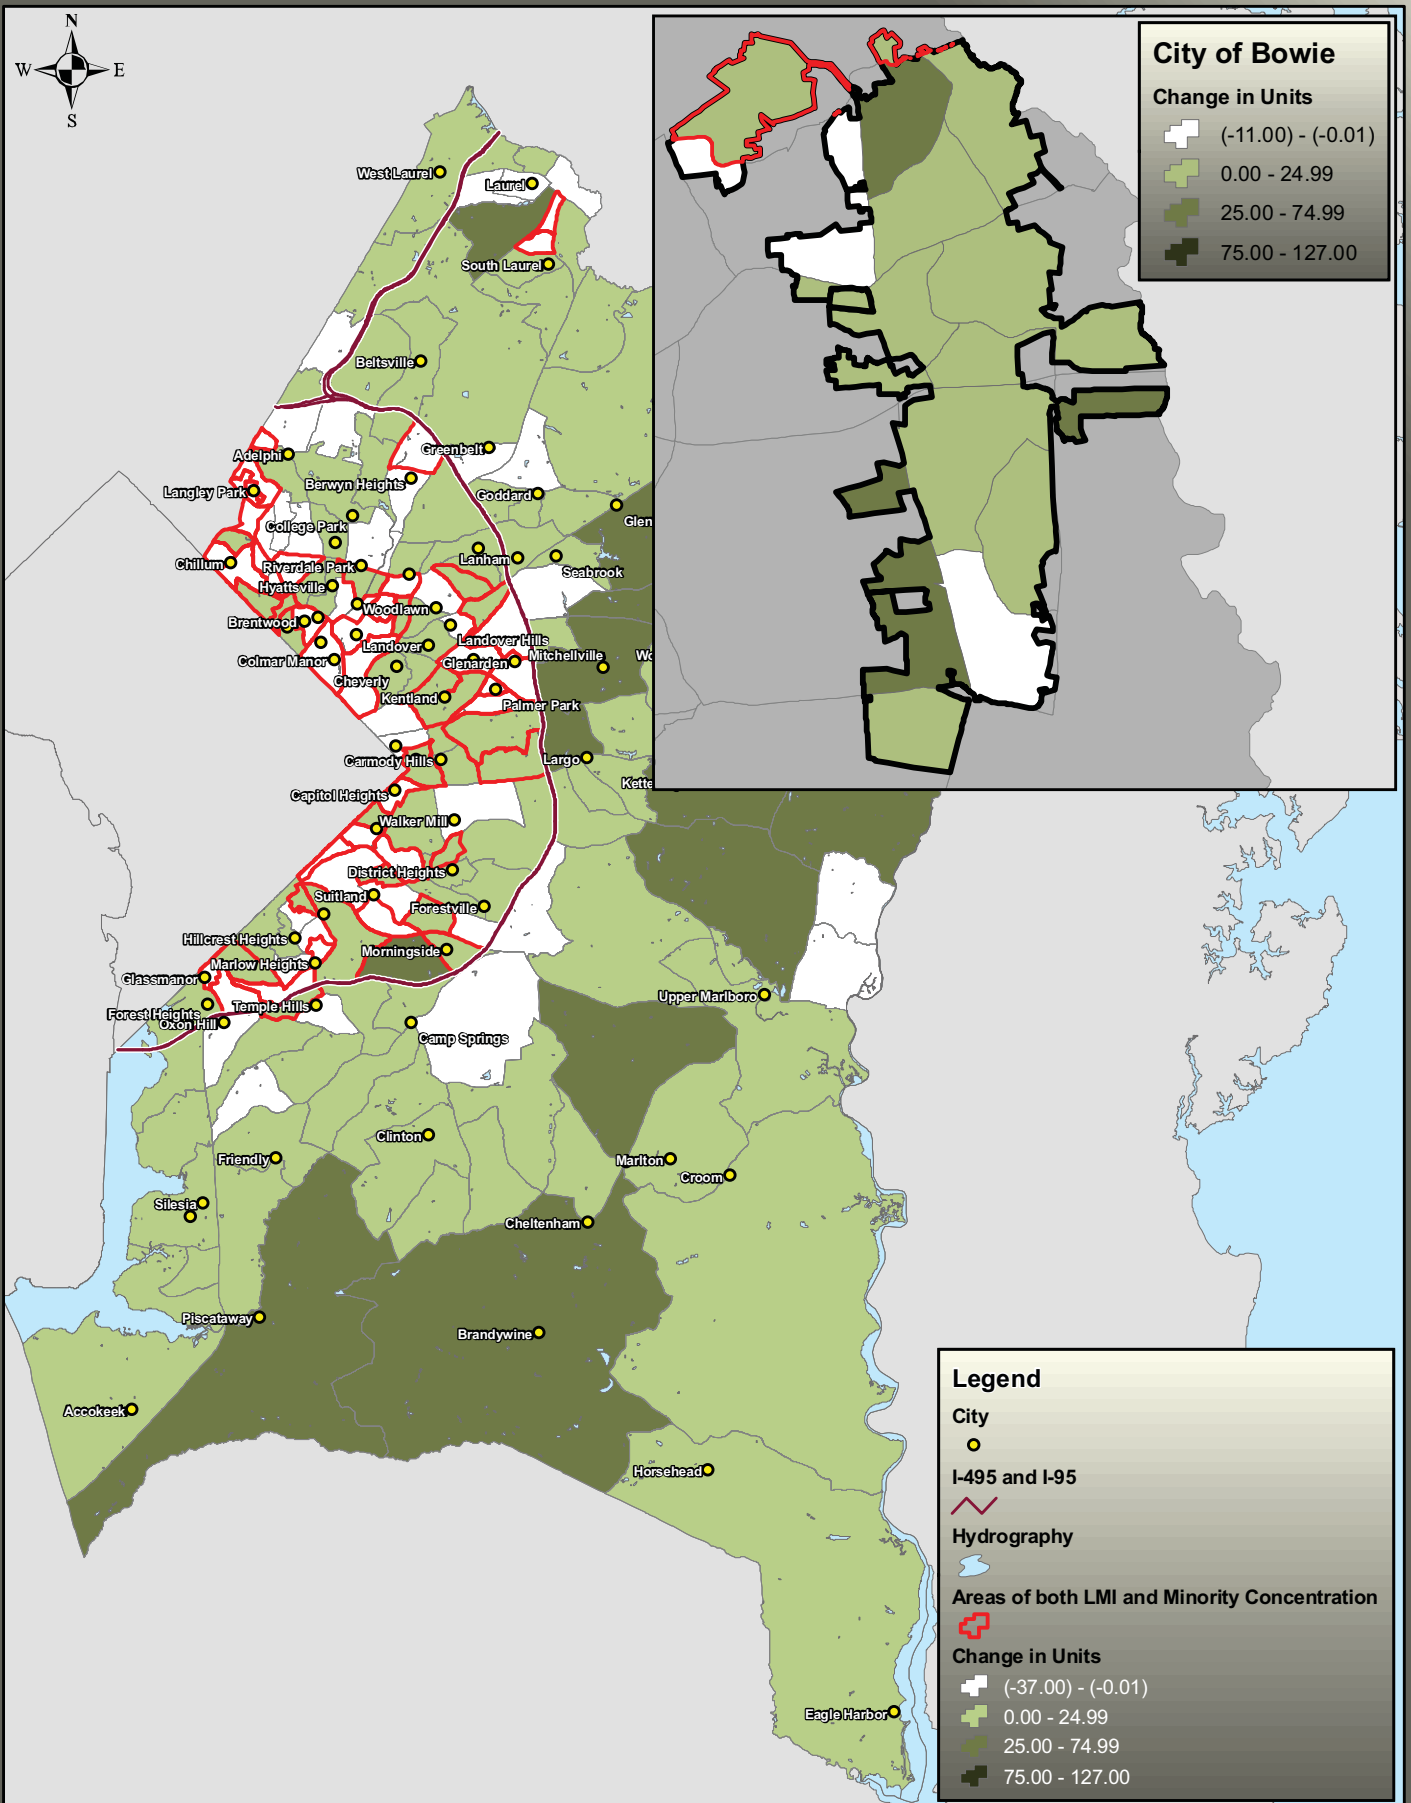 N
W
E
S
City of Bowie
Change in Units
(-11.00) - (-0.01)
0.00 - 24.99
25.00 - 74.99
75.00 - 127.00
West Laurel
Laurel
South Laurel
Beltsville
Adelphi
Greenbelt
Langley Park
Berwyn Heights
Goddard
College Park
Glen
Chillum
Riverdale Park
Lanham
Seabrook
Hyattsville
Woodlawn
Brentwood
Landover Hills
Landover
Mitchellville
Wo
Colmar Manor
Glenarden
Cheverly
Kentland
Palmer Park
Carmody Hills
Largo
Kette
Capitol Heights
Walker Mill
District Heights
Suitland
Forestville
Hillcrest Heights
Morningside
Marlow Heights
Glassmanor
Upper Marlboro
Temple Hills
Forest Heights
Oxon Hill
Camp Springs
Clinton
Friendly
Marlton
Croom
Silesia
Cheltenham
Piscataway
Brandywine
Accokeek
Horsehead
Eagle Harbor
Legend
City
I-495 and I-95
Hydrography
Areas of both LMI and Minority Concentration
Change in Units
(-37.00) - (-0.01)
0.00 - 24.99
25.00 - 74.99
75.00 - 127.00